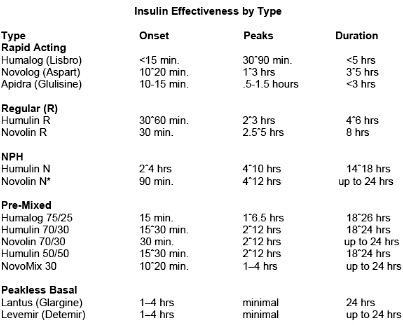 Insulin Effectiveness by Type
Type Onset Peaks Duration
Rapid Acting
Humalog (Lisbro) <15 min. 30˜90 min. <5 hrs
Novolog (Aspart) 10˜20 min. 1˜3 hrs 3˜5 hrs
Apidra (Glulisine) 10-15 min. .5-1.5 hours <3 hrs
Regular (R)
Humulin R 30˜60 min. 2˜3 hrs 4˜6 hrs
Novolin R 30 min. 2.5˜5 hrs 8 hrs
NPH
Humulin N 2˜4 hrs 4˜10 hrs 14˜18 hrs
Novolin N* 90 min. 4˜12 hrs up to 24 hrs
Pre-Mixed
Humalog 75/25 15 min. 1˜6.5 hrs 18˜26 hrs
Humulin 70/30 15˜30 min. 2˜12 hrs 18˜24 hrs
Novolin 70/30 30 min. 2˜12 hrs up to 24 hrs
Humulin 50/50 15˜30 min. 2˜12 hrs 18˜24 hrs
NovoMix 30 10˜20 min. 1–4 hrs up to 24 hrs
Peakless Basal
Lantus (Glargine) 1–4 hrs minimal 24 hrs
Levemir (Detemir) 1–4 hrs minimal up to 24 hrs